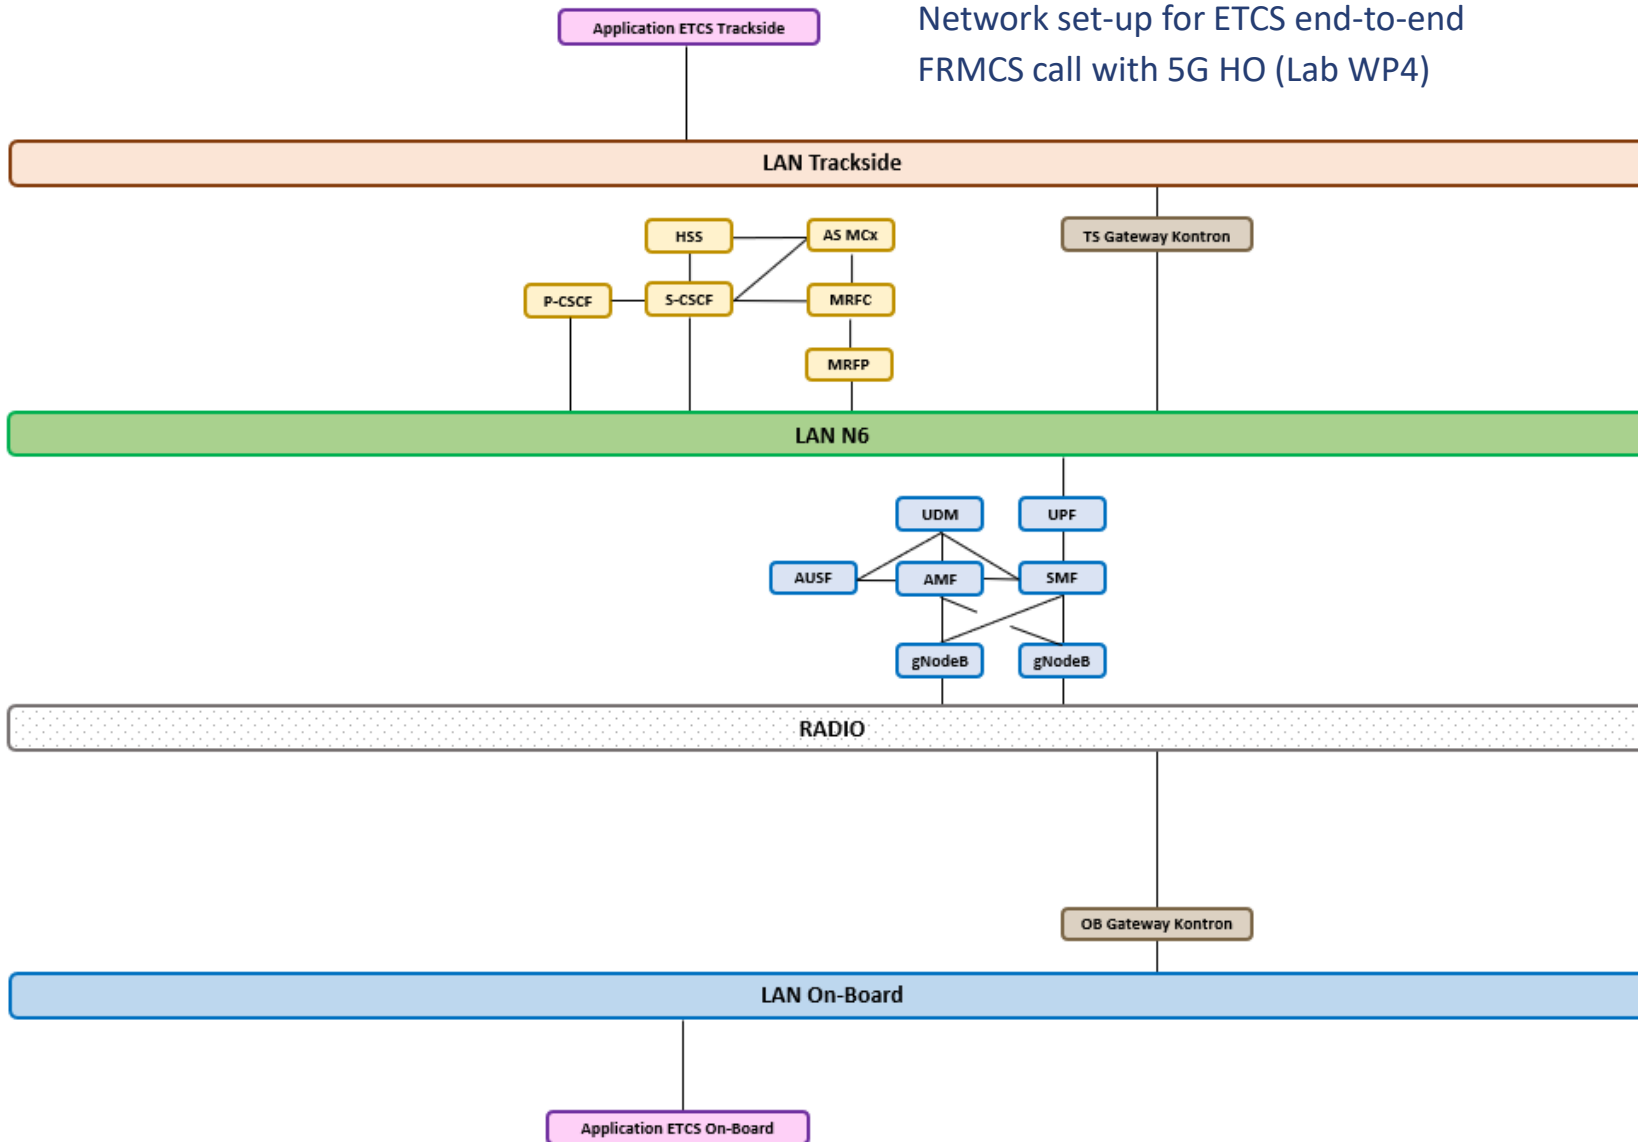 Network set-up for ETCS end-to-end
FRMCS call with 5G HO (Lab WP4)
Application ETCS Trackside
LAN Trackside
HSS
AS MCx
TS Gateway Kontron
P-CSCF
S-CSCF
MRFC
MRFP
LAN N6
UDM
UPF
AUSF
AMF
SMF
gNodeB
gNodeB
RADIO
OB Gateway Kontron
LAN On-Board
Application ETCS On-Board